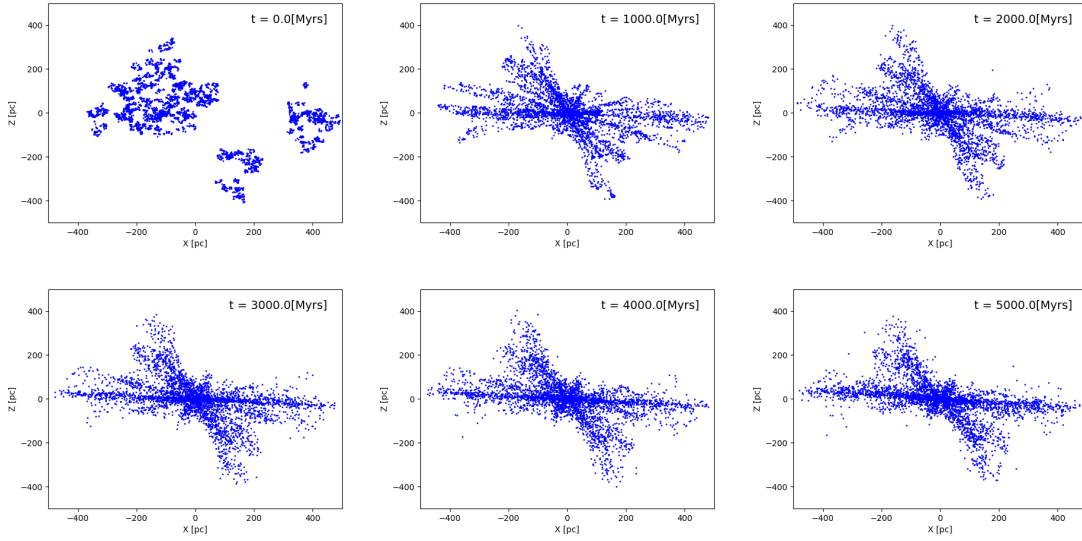 t = 0.0[Myrs]
Z [pc]
400
200
0
−200
−400
−400 −200 0 200 400
X [pc]
t = 1000.0[Myrs]
Z [pc]
400
200
0
−200
−400
−400 −200 0 200 400
X [pc]
t = 2000.0[Myrs]
Z [pc]
400
200
0
−200
−400
−400 −200 0 200 400
X [pc]
t = 3000.0[Myrs]
Z [pc]
400
200
0
−200
−400
−400 −200 0 200 400
X [pc]
t = 4000.0[Myrs]
Z [pc]
400
200
0
−200
−400
−400 −200 0 200 400
X [pc]
t = 5000.0[Myrs]
Z [pc]
400
200
0
−200
−400
−400 −200 0 200 400
X [pc]